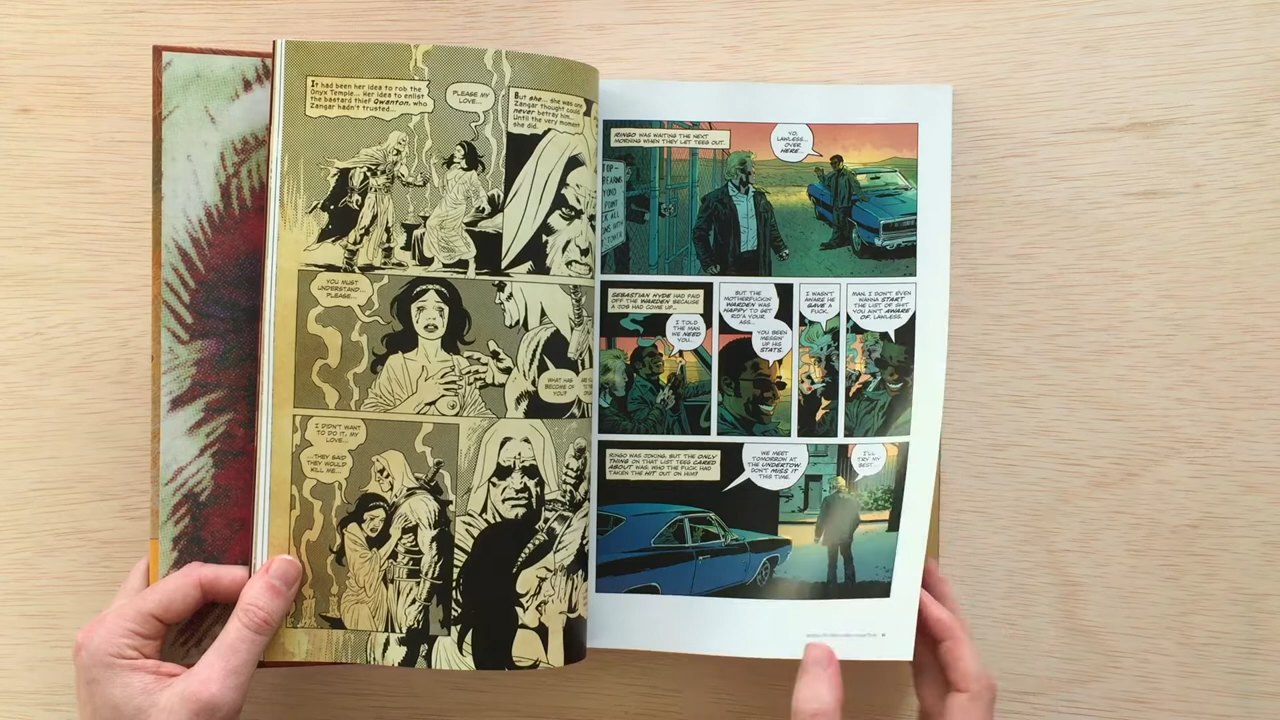 It had been her idea to rob the
Onyx Temple... Her idea to enlist
the bastard thief Qwanton, who
Zangar hadn't trusted...
PLEASE MY
LOVE...
But she... she was one
Zangar thought could
never betray him...
Until the very moment
she did.
YOU MUST
UNDERSTAND...
PLEASE...
WHAT HAS
BECOME OF
YOU?
I DIDN'T WANT
TO DO IT, MY
LOVE...
...THEY SAID
THEY WOULD
KILL ME...
RINGO WAS WAITING THE NEXT
MORNING WHEN THEY LET TEEG OUT.
YO,
LAWLESS...
OVER
HERE...
SEBASTIAN HYDE HAD PAID
OFF THE WARDEN BECAUSE
A JOB HAD COME UP...
I TOLD
THE MAN
WE NEED
YOU...
BUT THE
MOTHERFUCKIN'
WARDEN WAS
HAPPY TO GET
RID'A YOUR
ASS...
YOU BEEN
MESSIN'
UP HIS
STATS.
I WASN'T
AWARE HE
GAVE A
FUCK.
MAN, I DON'T EVEN
WANNA START
THE LIST OF SHIT
YOU AIN'T AWARE
OF, LAWLESS.
RINGO WAS JOKING, BUT THE ONLY
THING ON THAT LIST TEEG CARED
ABOUT WAS: WHO THE FUCK HAD
TAKEN THE HIT OUT ON HIM?
WE MEET
TOMORROW AT
THE UNDERTOW.
DON'T MISS IT
THIS TIME.
I'LL
TRY MY
BEST...